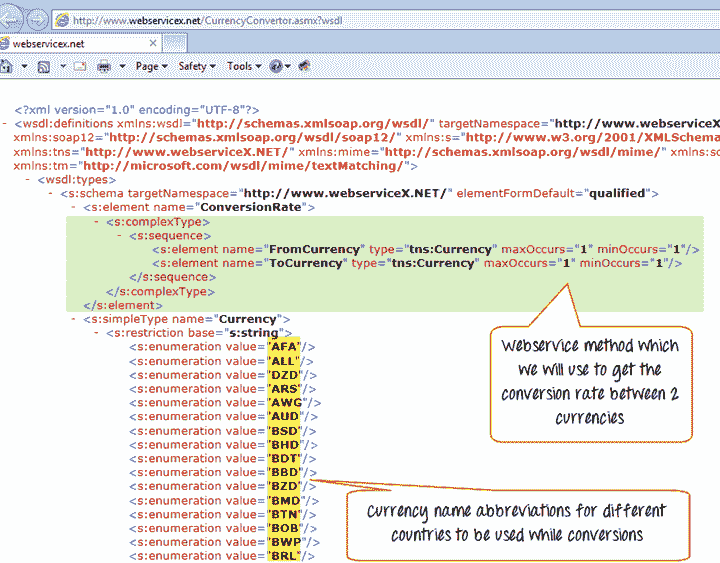 http://www.webservicex.net/CurrencyConvertor.asmx?wsdl
webservicex.net
Page Safety Tools
<?xml version="1.0" encoding="UTF-8"?>
- <wsdl:definitions xmlns:wsdl="http://schemas.xmlsoap.org/wsdl/" targetNamespace="http://www.webserviceX
xmlns:soap12="http://schemas.xmlsoap.org/wsdl/soap12/" xmlns:s="http://www.w3.org/2001/XMLSchema
xmlns:tns="http://www.webserviceX.NET/" xmlns:mime="http://schemas.xmlsoap.org/wsdl/mime/" xmlns:so
xmlns:tm="http://microsoft.com/wsdl/mime/textMatching/">
- <wsdl:types>
- <s:schema targetNamespace="http://www.webserviceX.NET/" elementFormDefault="qualified">
- <s:element name="ConversionRate">
- <s:complexType>
- <s:sequence>
<s:element name="FromCurrency" type="tns:Currency" maxOccurs="1" minOccurs="1"/>
<s:element name="ToCurrency" type="tns:Currency" maxOccurs="1" minOccurs="1"/>
</s:sequence>
</s:complexType>
</s:element>
- <s:simpleType name="Currency">
- <s:restriction base="s:string">
<s:enumeration value="AFA"/>
<s:enumeration value="ALL"/>
<s:enumeration value="DZD"/>
<s:enumeration value="ARS"/>
<s:enumeration value="AWG"/>
<s:enumeration value="AUD"/>
<s:enumeration value="BSD"/>
<s:enumeration value="BHD"/>
<s:enumeration value="BDT"/>
<s:enumeration value="BBD"/>
<s:enumeration value="BZD"/>
<s:enumeration value="BMD"/>
<s:enumeration value="BTN"/>
<s:enumeration value="BOB"/>
<s:enumeration value="BWP"/>
<s:enumeration value="BRL"/>
Webservice method which
we will use to get the
conversion rate between 2
currencies
Currency name abbreviations for different
countries to be used while conversions